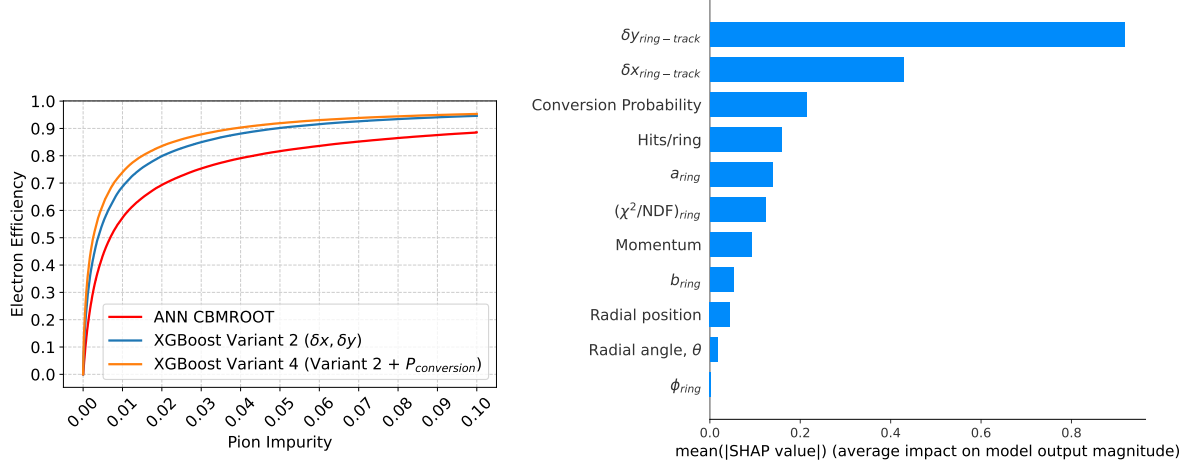 1.0
0.9
0.8
0.7
0.6
0.5
0.4
0.3
0.2
0.1
0.0
Electron Efficiency
ANN CBMROOT
XGBoost Variant 2 (δx, δy)
XGBoost Variant 4 (Variant 2 + P_conversion)
0.00 0.01 0.02 0.03 0.04 0.05 0.06 0.07 0.08 0.09 0.10
Pion Impurity
δy_ring−track
δx_ring−track
Conversion Probability
Hits/ring
a_ring
(χ²/NDF)_ring
Momentum
b_ring
Radial position
Radial angle, θ
ϕ_ring
0.0 0.2 0.4 0.6 0.8
mean(|SHAP value|) (average impact on model output magnitude)